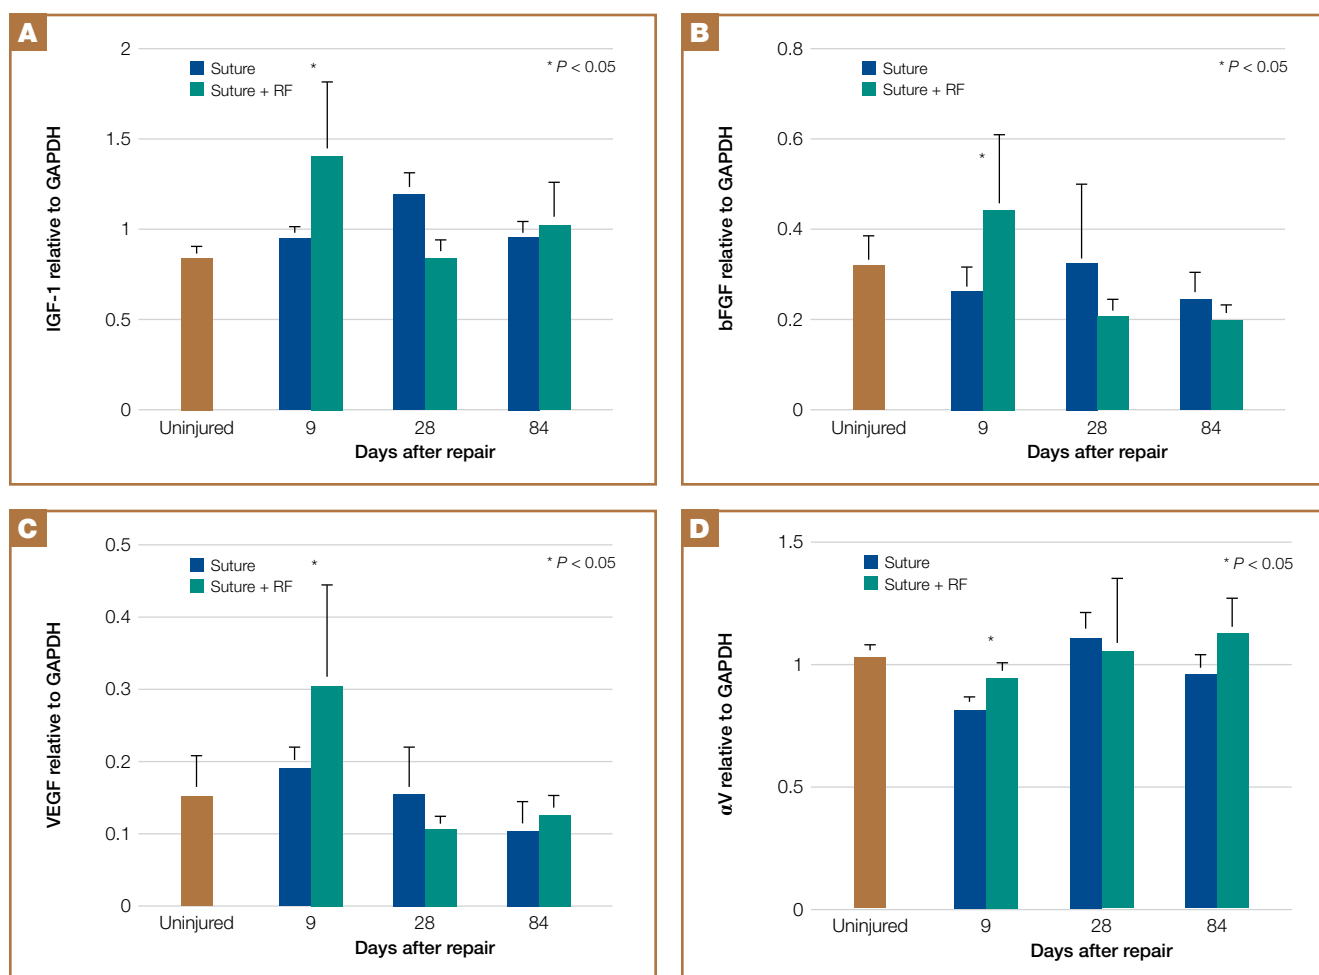 A
IGF-1 relative to GAPDH
2
1.5
1
0.5
0
Suture
Suture + RF
*
* P < 0.05
Uninjured 9 28 84
Days after repair
B
bFGF relative to GAPDH
0.8
0.6
0.4
0.2
0
Suture
Suture + RF
*
* P < 0.05
Uninjured 9 28 84
Days after repair
C
VEGF relative to GAPDH
0.5
0.4
0.3
0.2
0.1
0
Suture
Suture + RF
*
* P < 0.05
Uninjured 9 28 84
Days after repair
D
αV relative to GAPDH
1.5
1
0.5
0
Suture
Suture + RF
*
* P < 0.05
Uninjured 9 28 84
Days after repair